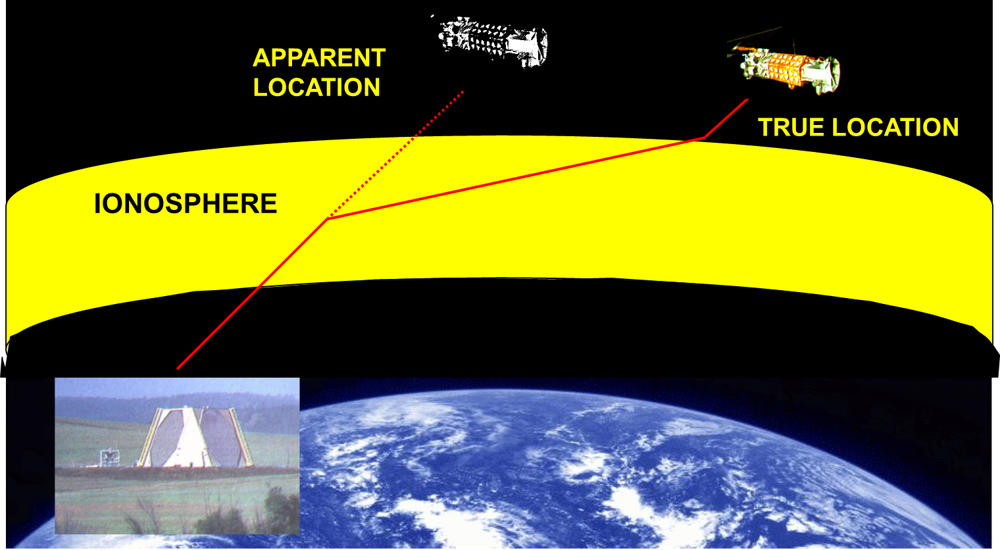 APPARENT
LOCATION
TRUE LOCATION
IONOSPHERE